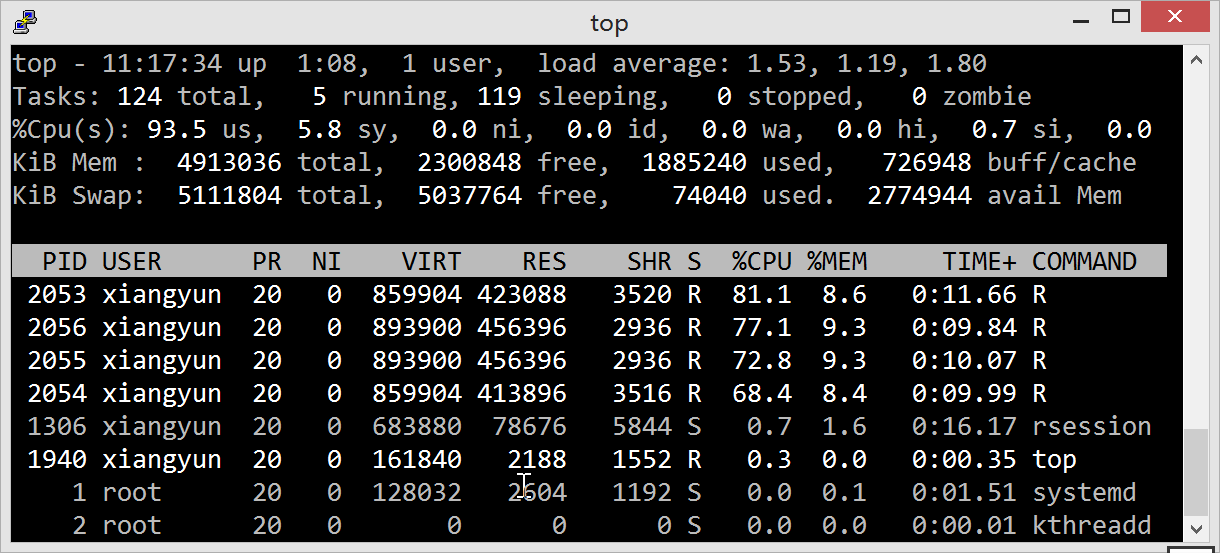 top
top - 11:17:34 up  1:08,  1 user,  load average: 1.53, 1.19, 1.80
Tasks: 124 total,   5 running, 119 sleeping,   0 stopped,   0 zombie
%Cpu(s): 93.5 us,  5.8 sy,  0.0 ni,  0.0 id,  0.0 wa,  0.0 hi,  0.7 si,  0.0
KiB Mem :  4913036 total,  2300848 free,  1885240 used,   726948 buff/cache
KiB Swap:  5111804 total,  5037764 free,    74040 used.  2774944 avail Mem
PID USER      PR  NI    VIRT    RES    SHR S  %CPU %MEM     TIME+ COMMAND
2053 xiangyun  20   0  859904 423088   3520 R  81.1  8.6   0:11.66 R
2056 xiangyun  20   0  893900 456396   2936 R  77.1  9.3   0:09.84 R
2055 xiangyun  20   0  893900 456396   2936 R  72.8  9.3   0:10.07 R
2054 xiangyun  20   0  859904 413896   3516 R  68.4  8.4   0:09.99 R
1306 xiangyun  20   0  683880  78676   5844 S   0.7  1.6   0:16.17 rsession
1940 xiangyun  20   0  161840   2188   1552 R   0.3  0.0   0:00.35 top
1 root      20   0  128032   2604   1192 S   0.0  0.1   0:01.51 systemd
2 root      20   0       0      0      0 S   0.0  0.0   0:00.01 kthreadd